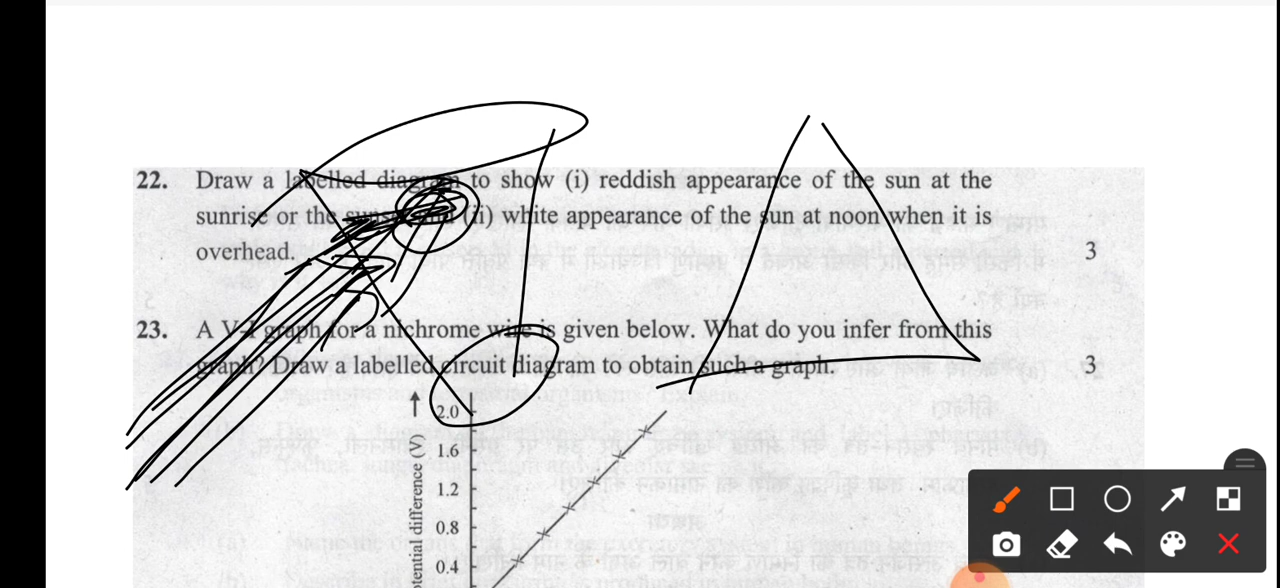 22. Draw a labelled diagram to show (i) reddish appearance of the sun at the
sunrise or the (ii) white appearance of the sun at noon when it is
overhead. 3
23. A V-I graph for a nichrome wire is given below. What do you infer from this
graph? Draw a labelled circuit diagram to obtain such a graph. 3
2.0
1.6
1.2
0.8
0.4
difference (V)